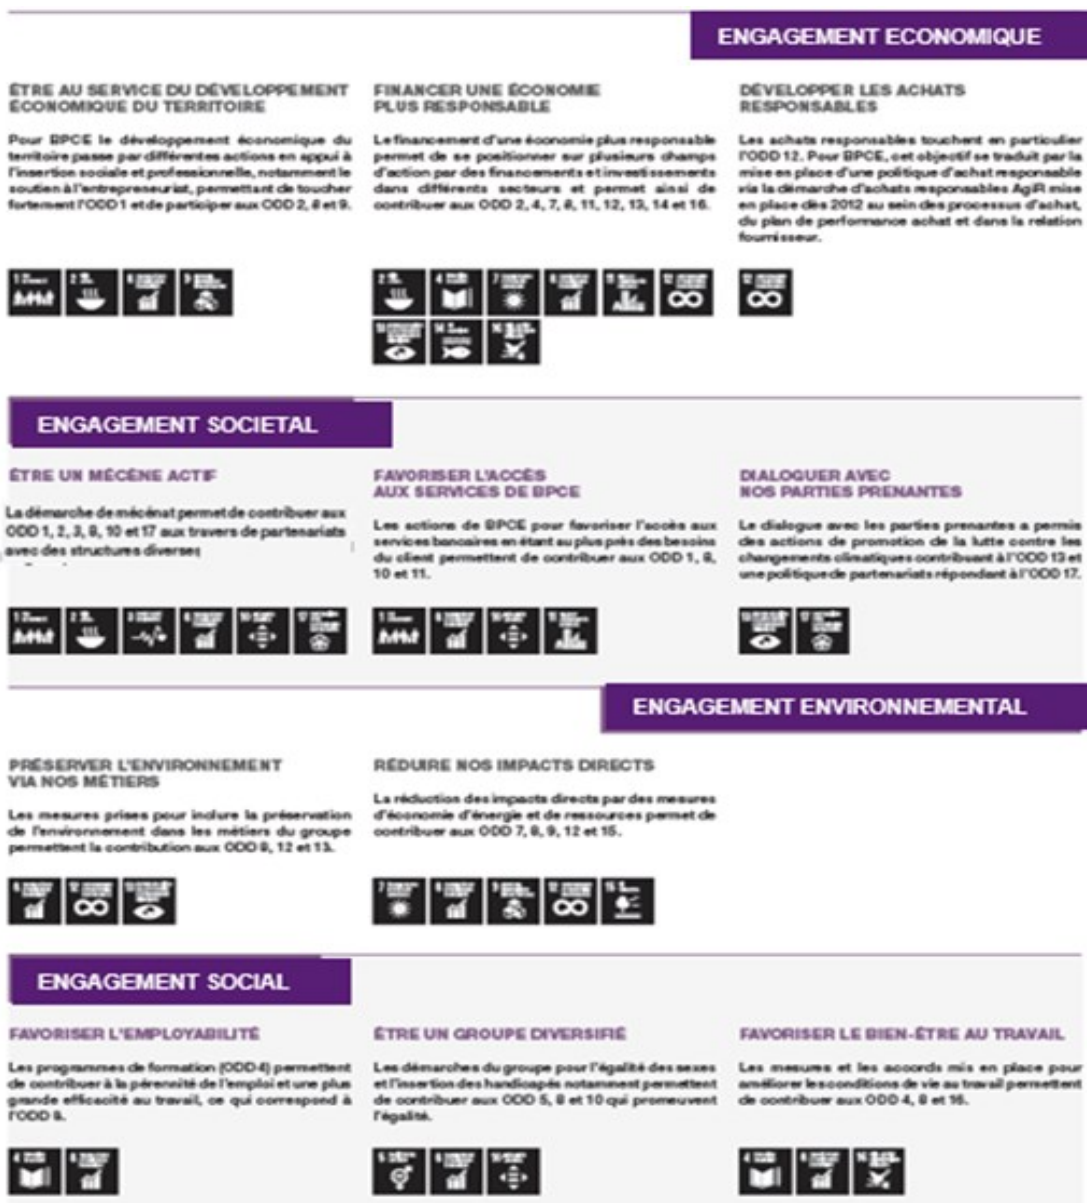 ENGAGEMENT ECONOMIQUE
ÊTRE AU SERVICE DU DÉVELOPPEMENT
ÉCONOMIQUE DU TERRITOIRE
Pour BPCE le développement économique du
territoire passe par différentes actions en appui à
l'insertion sociale et professionnelle, notamment le
soutien à l'entrepreneuriat, permettant de toucher
fortement l'ODD 1 et de participer aux ODD 2, 8 et 9.
FINANCER UNE ÉCONOMIE
PLUS RESPONSABLE
Le financement d'une économie plus responsable
permet de se positionner sur plusieurs champs
d'action par des financements et investissements
dans différents secteurs et permet ainsi de
contribuer aux ODD 2, 4, 7, 8, 11, 12, 13, 14 et 16.
DÉVELOPPER LES ACHATS
RESPONSABLES
Les achats responsables touchent en particulier
l'ODD 12. Pour BPCE, cet objectif se traduit par la
mise en place d'une politique d'achat responsable
via la démarche d'achats responsables AgiR mise
en place dès 2012 au sein des processus d'achat,
du plan de performance achat et dans la relation
fournisseur.
ENGAGEMENT SOCIETAL
ÊTRE UN MÉCÈNE ACTIF
La démarche de mécénat permet de contribuer aux
ODD 1, 2, 3, 8, 10 et 17 aux travers de partenariats
avec des structures diverses
FAVORISER L'ACCÈS
AUX SERVICES DE BPCE
Les actions de BPCE pour favoriser l'accès aux
services bancaires en étant au plus près des besoins
du client permettent de contribuer aux ODD 1, 8,
10 et 11.
DIALOGUER AVEC
NOS PARTIES PRENANTES
Le dialogue avec les parties prenantes a permis
des actions de promotion de la lutte contre les
changements climatiques contribuant à l'ODD 13 et
une politique de partenariats répondant à l'ODD 17.
ENGAGEMENT ENVIRONNEMENTAL
PRÉSERVER L'ENVIRONNEMENT
VIA NOS MÉTIERS
Les mesures prises pour inclure la préservation
de l'environnement dans les métiers du groupe
permettent la contribution aux ODD 8, 12 et 13.
RÉDUIRE NOS IMPACTS DIRECTS
La réduction des impacts directs par des mesures
d'économie d'énergie et de ressources permet de
contribuer aux ODD 7, 8, 9, 12 et 15.
ENGAGEMENT SOCIAL
FAVORISER L'EMPLOYABILITÉ
Les programmes de formation (ODD 4) permettent
de contribuer à la pérennité de l'emploi et une plus
grande efficacité au travail, ce qui correspond à
l'ODD 8.
ÊTRE UN GROUPE DIVERSIFIÉ
Les démarches du groupe pour l'égalité des sexes
et l'insertion des handicapés notamment permettent
de contribuer aux ODD 5, 8 et 10 qui promeuvent
l'égalité.
FAVORISER LE BIEN-ÊTRE AU TRAVAIL
Les mesures et les accords mis en place pour
améliorer les conditions de vie au travail permettent
de contribuer aux ODD 4, 8 et 16.